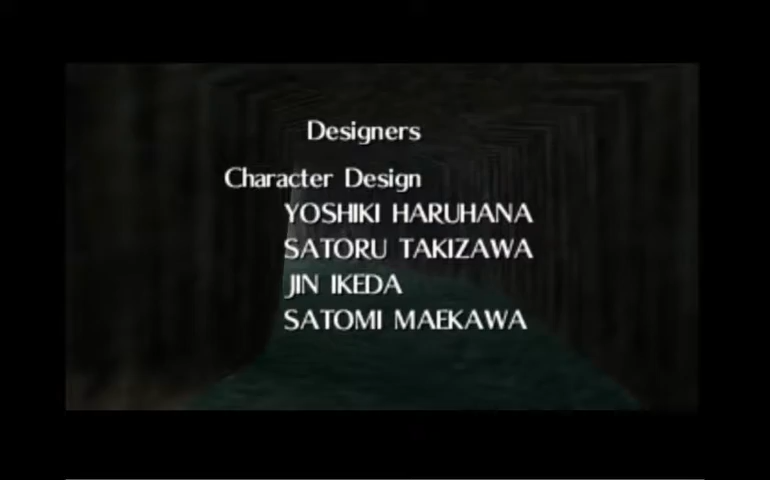 Designers
Character Design
YOSHIKI HARUHANA
SATORU TAKIZAWA
JIN IKEDA
SATOMI MAEKAWA